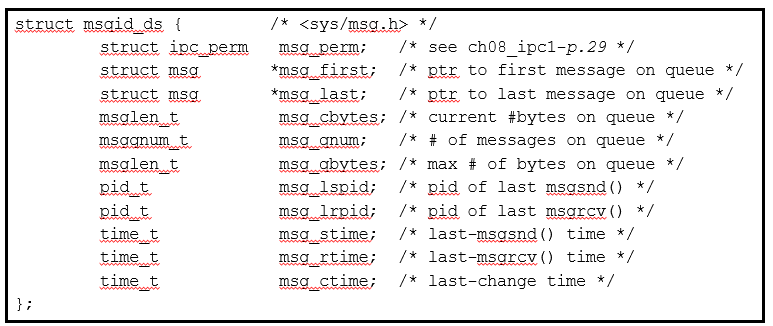 struct msqid_ds { /* <sys/msg.h> */
struct ipc_perm msg_perm; /* see ch08_ipc1-p.29 */
struct msg *msg_first; /* ptr to first message on queue */
struct msg *msg_last; /* ptr to last message on queue */
msglen_t msg_cbytes; /* current #bytes on queue */
msgqnum_t msg_qnum; /* # of messages on queue */
msglen_t msg_qbytes; /* max # of bytes on queue */
pid_t msg_lspid; /* pid of last msgsnd() */
pid_t msg_lrpid; /* pid of last msgrcv() */
time_t msg_stime; /* last-msgsnd() time */
time_t msg_rtime; /* last-msgrcv() time */
time_t msg_ctime; /* last-change time */
};